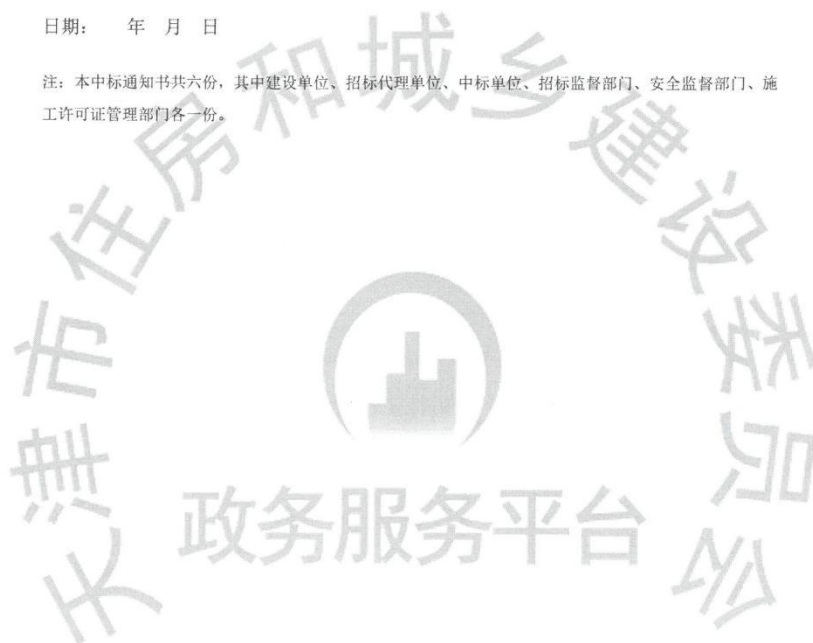 日期： 年 月 日
注：本中标通知书共六份，其中建设单位、招标代理单位、中标单位、招标监督部门、安全监督部门、施
工许可证管理部门各一份。
天津市住房和城乡建设委员会
政务服务平台